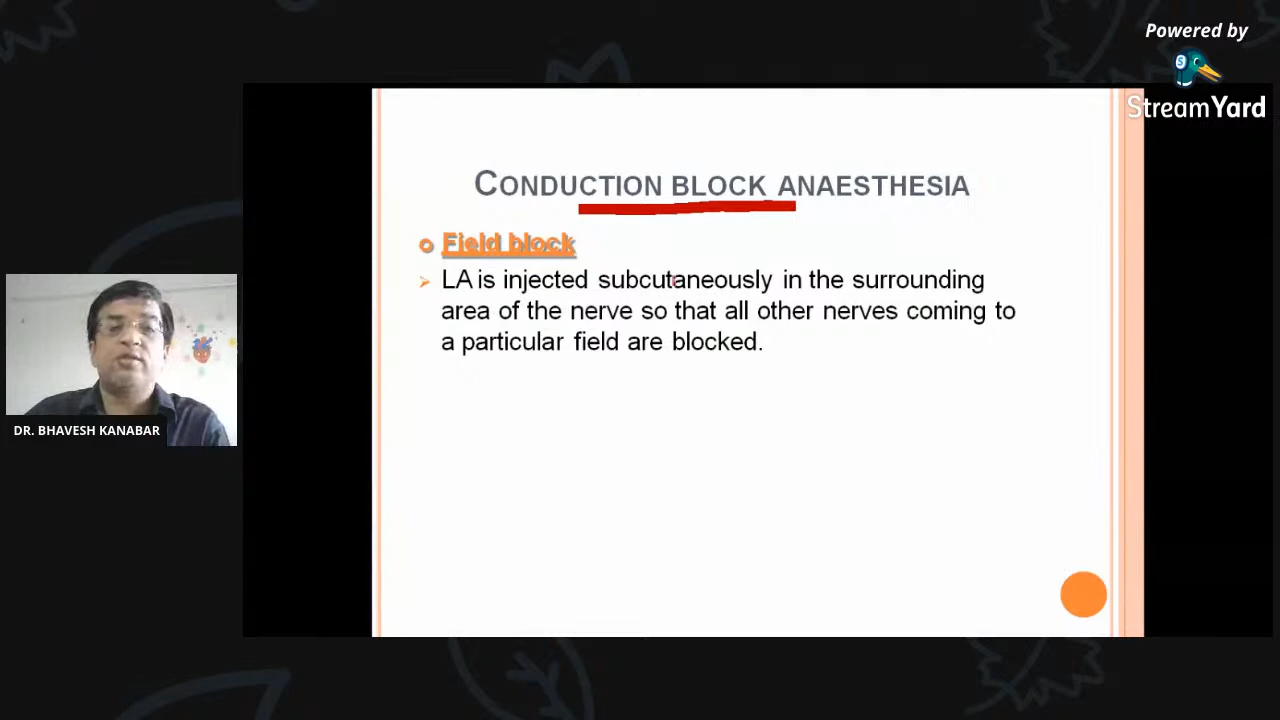 Powered by
StreamYard
CONDUCTION BLOCK ANAESTHESIA
Field block
LA is injected subcutaneously in the surrounding
area of the nerve so that all other nerves coming to
a particular field are blocked.
DR. BHAVESH KANABAR